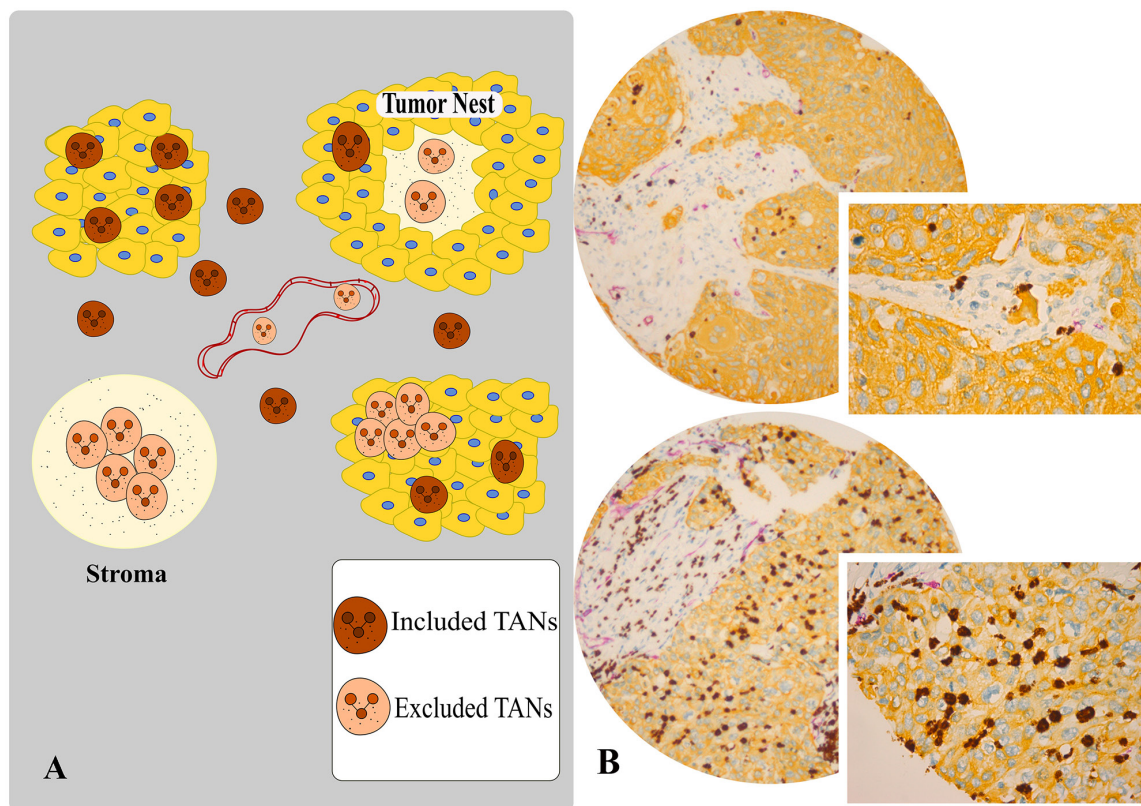 Tumor Nest
Stroma
Included TANs
Excluded TANs
A
B